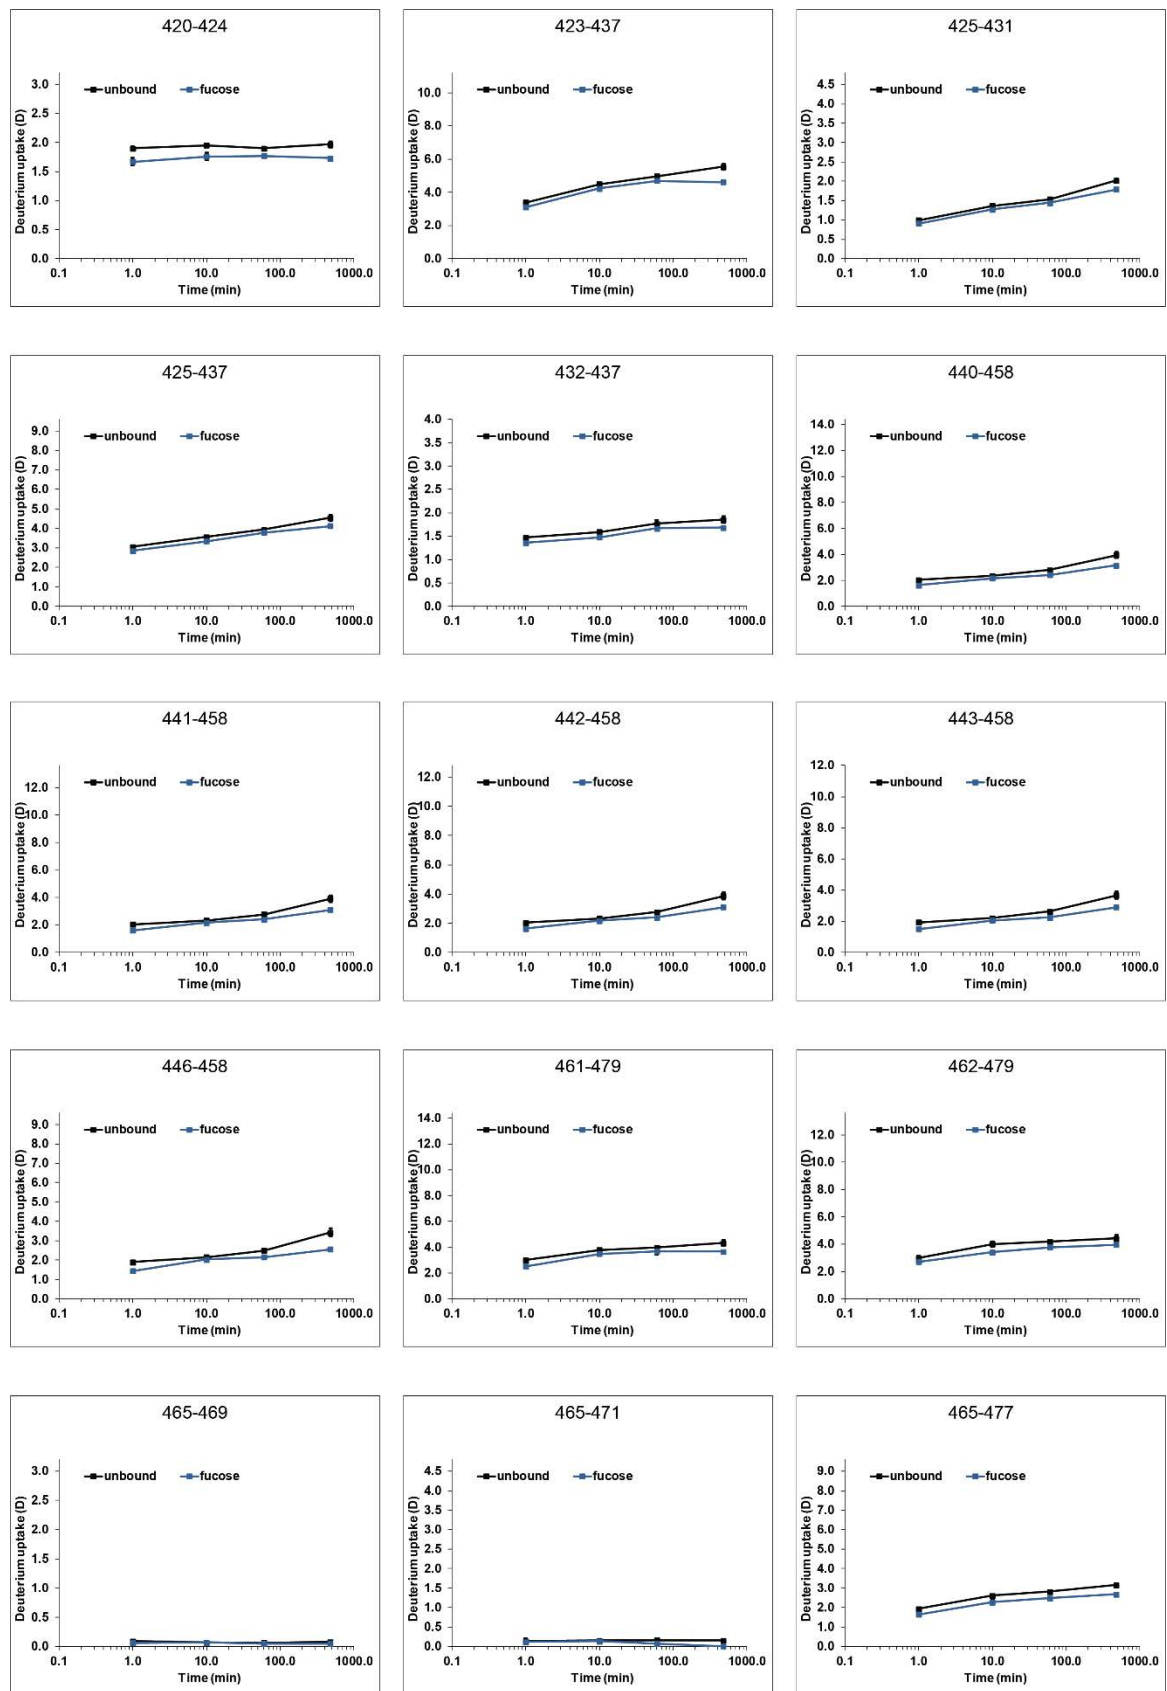 420-424
Deuterium uptake (D)
3.0
2.5
2.0
1.5
1.0
0.5
0.0
unbound fucose
0.1 1.0 10.0 100.0 1000.0
Time (min)
423-437
Deuterium uptake (D)
10.0
8.0
6.0
4.0
2.0
0.0
unbound fucose
0.1 1.0 10.0 100.0 1000.0
Time (min)
425-431
Deuterium uptake (D)
4.5
4.0
3.5
3.0
2.5
2.0
1.5
1.0
0.5
0.0
unbound fucose
0.1 1.0 10.0 100.0 1000.0
Time (min)
425-437
Deuterium uptake (D)
9.0
8.0
7.0
6.0
5.0
4.0
3.0
2.0
1.0
0.0
unbound fucose
0.1 1.0 10.0 100.0 1000.0
Time (min)
432-437
Deuterium uptake (D)
4.0
3.5
3.0
2.5
2.0
1.5
1.0
0.5
0.0
unbound fucose
0.1 1.0 10.0 100.0 1000.0
Time (min)
440-458
Deuterium uptake (D)
14.0
12.0
10.0
8.0
6.0
4.0
2.0
0.0
unbound fucose
0.1 1.0 10.0 100.0 1000.0
Time (min)
441-458
Deuterium uptake (D)
12.0
10.0
8.0
6.0
4.0
2.0
0.0
unbound fucose
0.1 1.0 10.0 100.0 1000.0
Time (min)
442-458
Deuterium uptake (D)
12.0
10.0
8.0
6.0
4.0
2.0
0.0
unbound fucose
0.1 1.0 10.0 100.0 1000.0
Time (min)
443-458
Deuterium uptake (D)
12.0
10.0
8.0
6.0
4.0
2.0
0.0
unbound fucose
0.1 1.0 10.0 100.0 1000.0
Time (min)
446-458
Deuterium uptake (D)
9.0
8.0
7.0
6.0
5.0
4.0
3.0
2.0
1.0
0.0
unbound fucose
0.1 1.0 10.0 100.0 1000.0
Time (min)
461-479
Deuterium uptake (D)
14.0
12.0
10.0
8.0
6.0
4.0
2.0
0.0
unbound fucose
0.1 1.0 10.0 100.0 1000.0
Time (min)
462-479
Deuterium uptake (D)
12.0
10.0
8.0
6.0
4.0
2.0
0.0
unbound fucose
0.1 1.0 10.0 100.0 1000.0
Time (min)
465-469
Deuterium uptake (D)
3.0
2.5
2.0
1.5
1.0
0.5
0.0
unbound fucose
0.1 1.0 10.0 100.0 1000.0
Time (min)
465-471
Deuterium uptake (D)
4.5
4.0
3.5
3.0
2.5
2.0
1.5
1.0
0.5
0.0
unbound fucose
0.1 1.0 10.0 100.0 1000.0
Time (min)
465-477
Deuterium uptake (D)
9.0
8.0
7.0
6.0
5.0
4.0
3.0
2.0
1.0
0.0
unbound fucose
0.1 1.0 10.0 100.0 1000.0
Time (min)